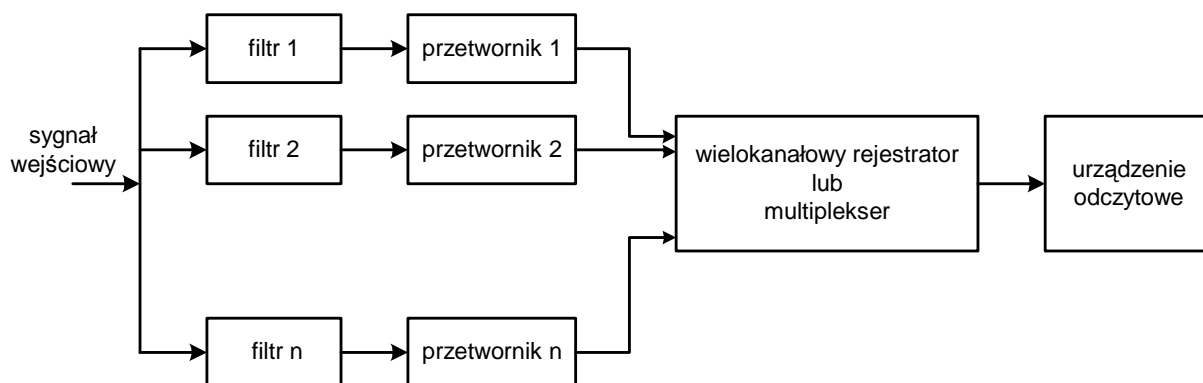 filtr 1
przetwornik 1
sygnał
wejściowy
filtr 2
przetwornik 2
wielokanałowy rejestrator
lub
multiplekser
urządzenie
odczytowe
filtr n
przetwornik n